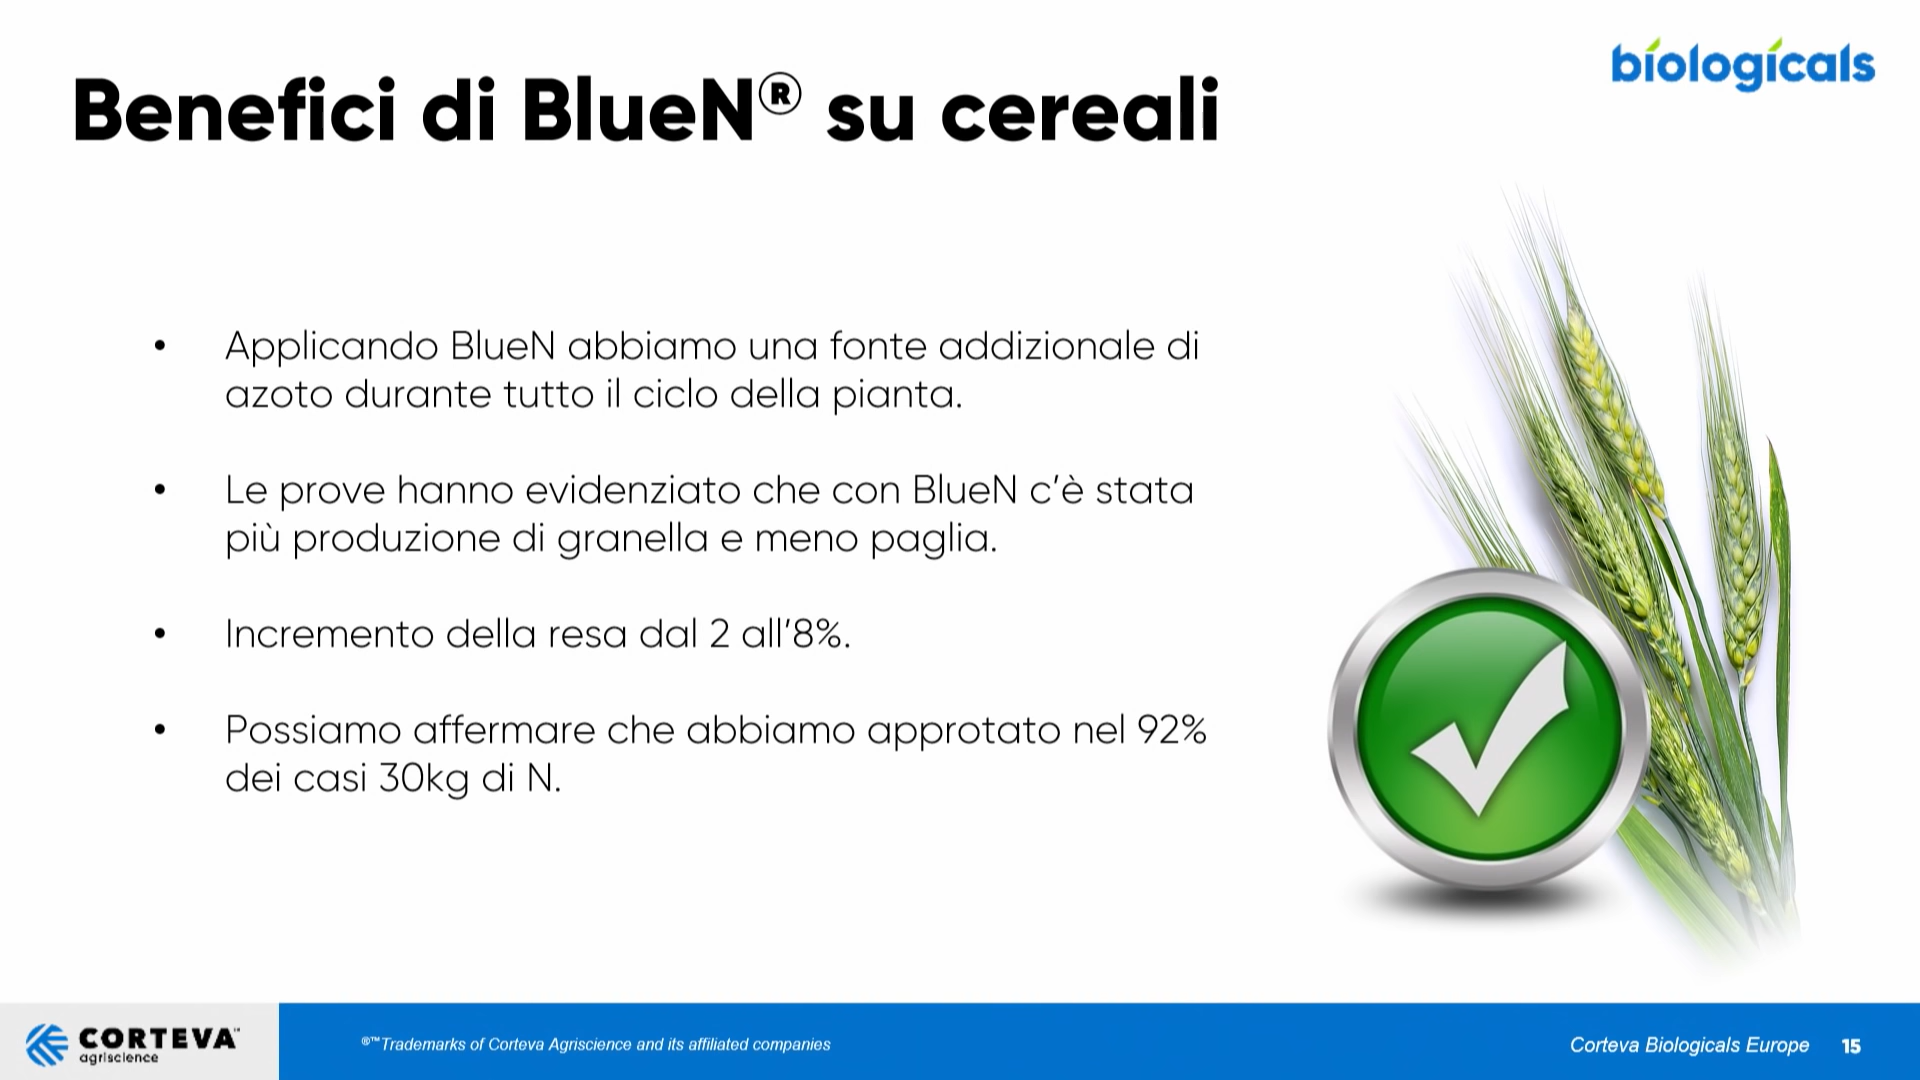 biologicals
Benefici di BlueN® su cereali
• Applicando BlueN abbiamo una fonte addizionale di
azoto durante tutto il ciclo della pianta.
• Le prove hanno evidenziato che con BlueN c’è stata
più produzione di granella e meno paglia.
• Incremento della resa dal 2 all’8%.
• Possiamo affermare che abbiamo approtato nel 92%
dei casi 30kg di N.
CORTEVA™
agriscience
®™Trademarks of Corteva Agriscience and its affiliated companies
Corteva Biologicals Europe 15